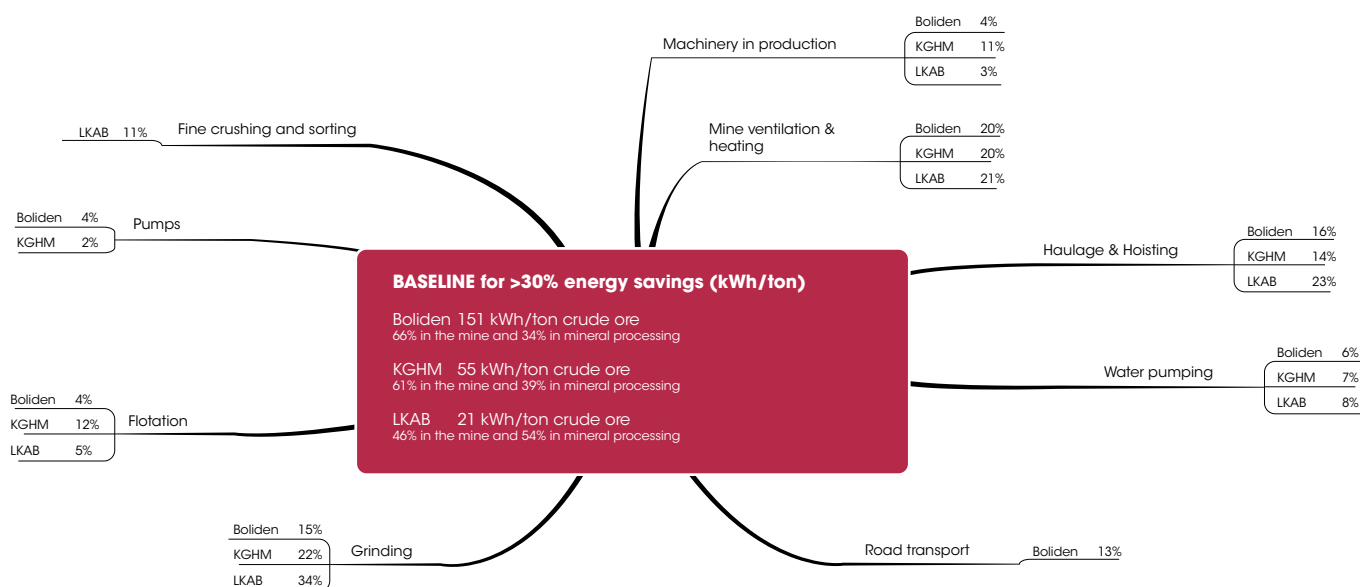 Boliden 4%
Machinery in production
KGHM 11%
LKAB 3%
LKAB 11%
Fine crushing and sorting
Mine ventilation &
heating
Boliden 20%
KGHM 20%
LKAB 21%
Boliden 4%
KGHM 2%
Pumps
Haulage & Hoisting
Boliden 16%
KGHM 14%
LKAB 23%
BASELINE for >30% energy savings (kWh/ton)
Boliden 151 kWh/ton crude ore
66% in the mine and 34% in mineral processing
KGHM 55 kWh/ton crude ore
61% in the mine and 39% in mineral processing
LKAB 21 kWh/ton crude ore
46% in the mine and 54% in mineral processing
Water pumping
Boliden 6%
KGHM 7%
LKAB 8%
Boliden 4%
KGHM 12%
LKAB 5%
Flotation
Boliden 15%
KGHM 22%
LKAB 34%
Grinding
Road transport
Boliden 13%